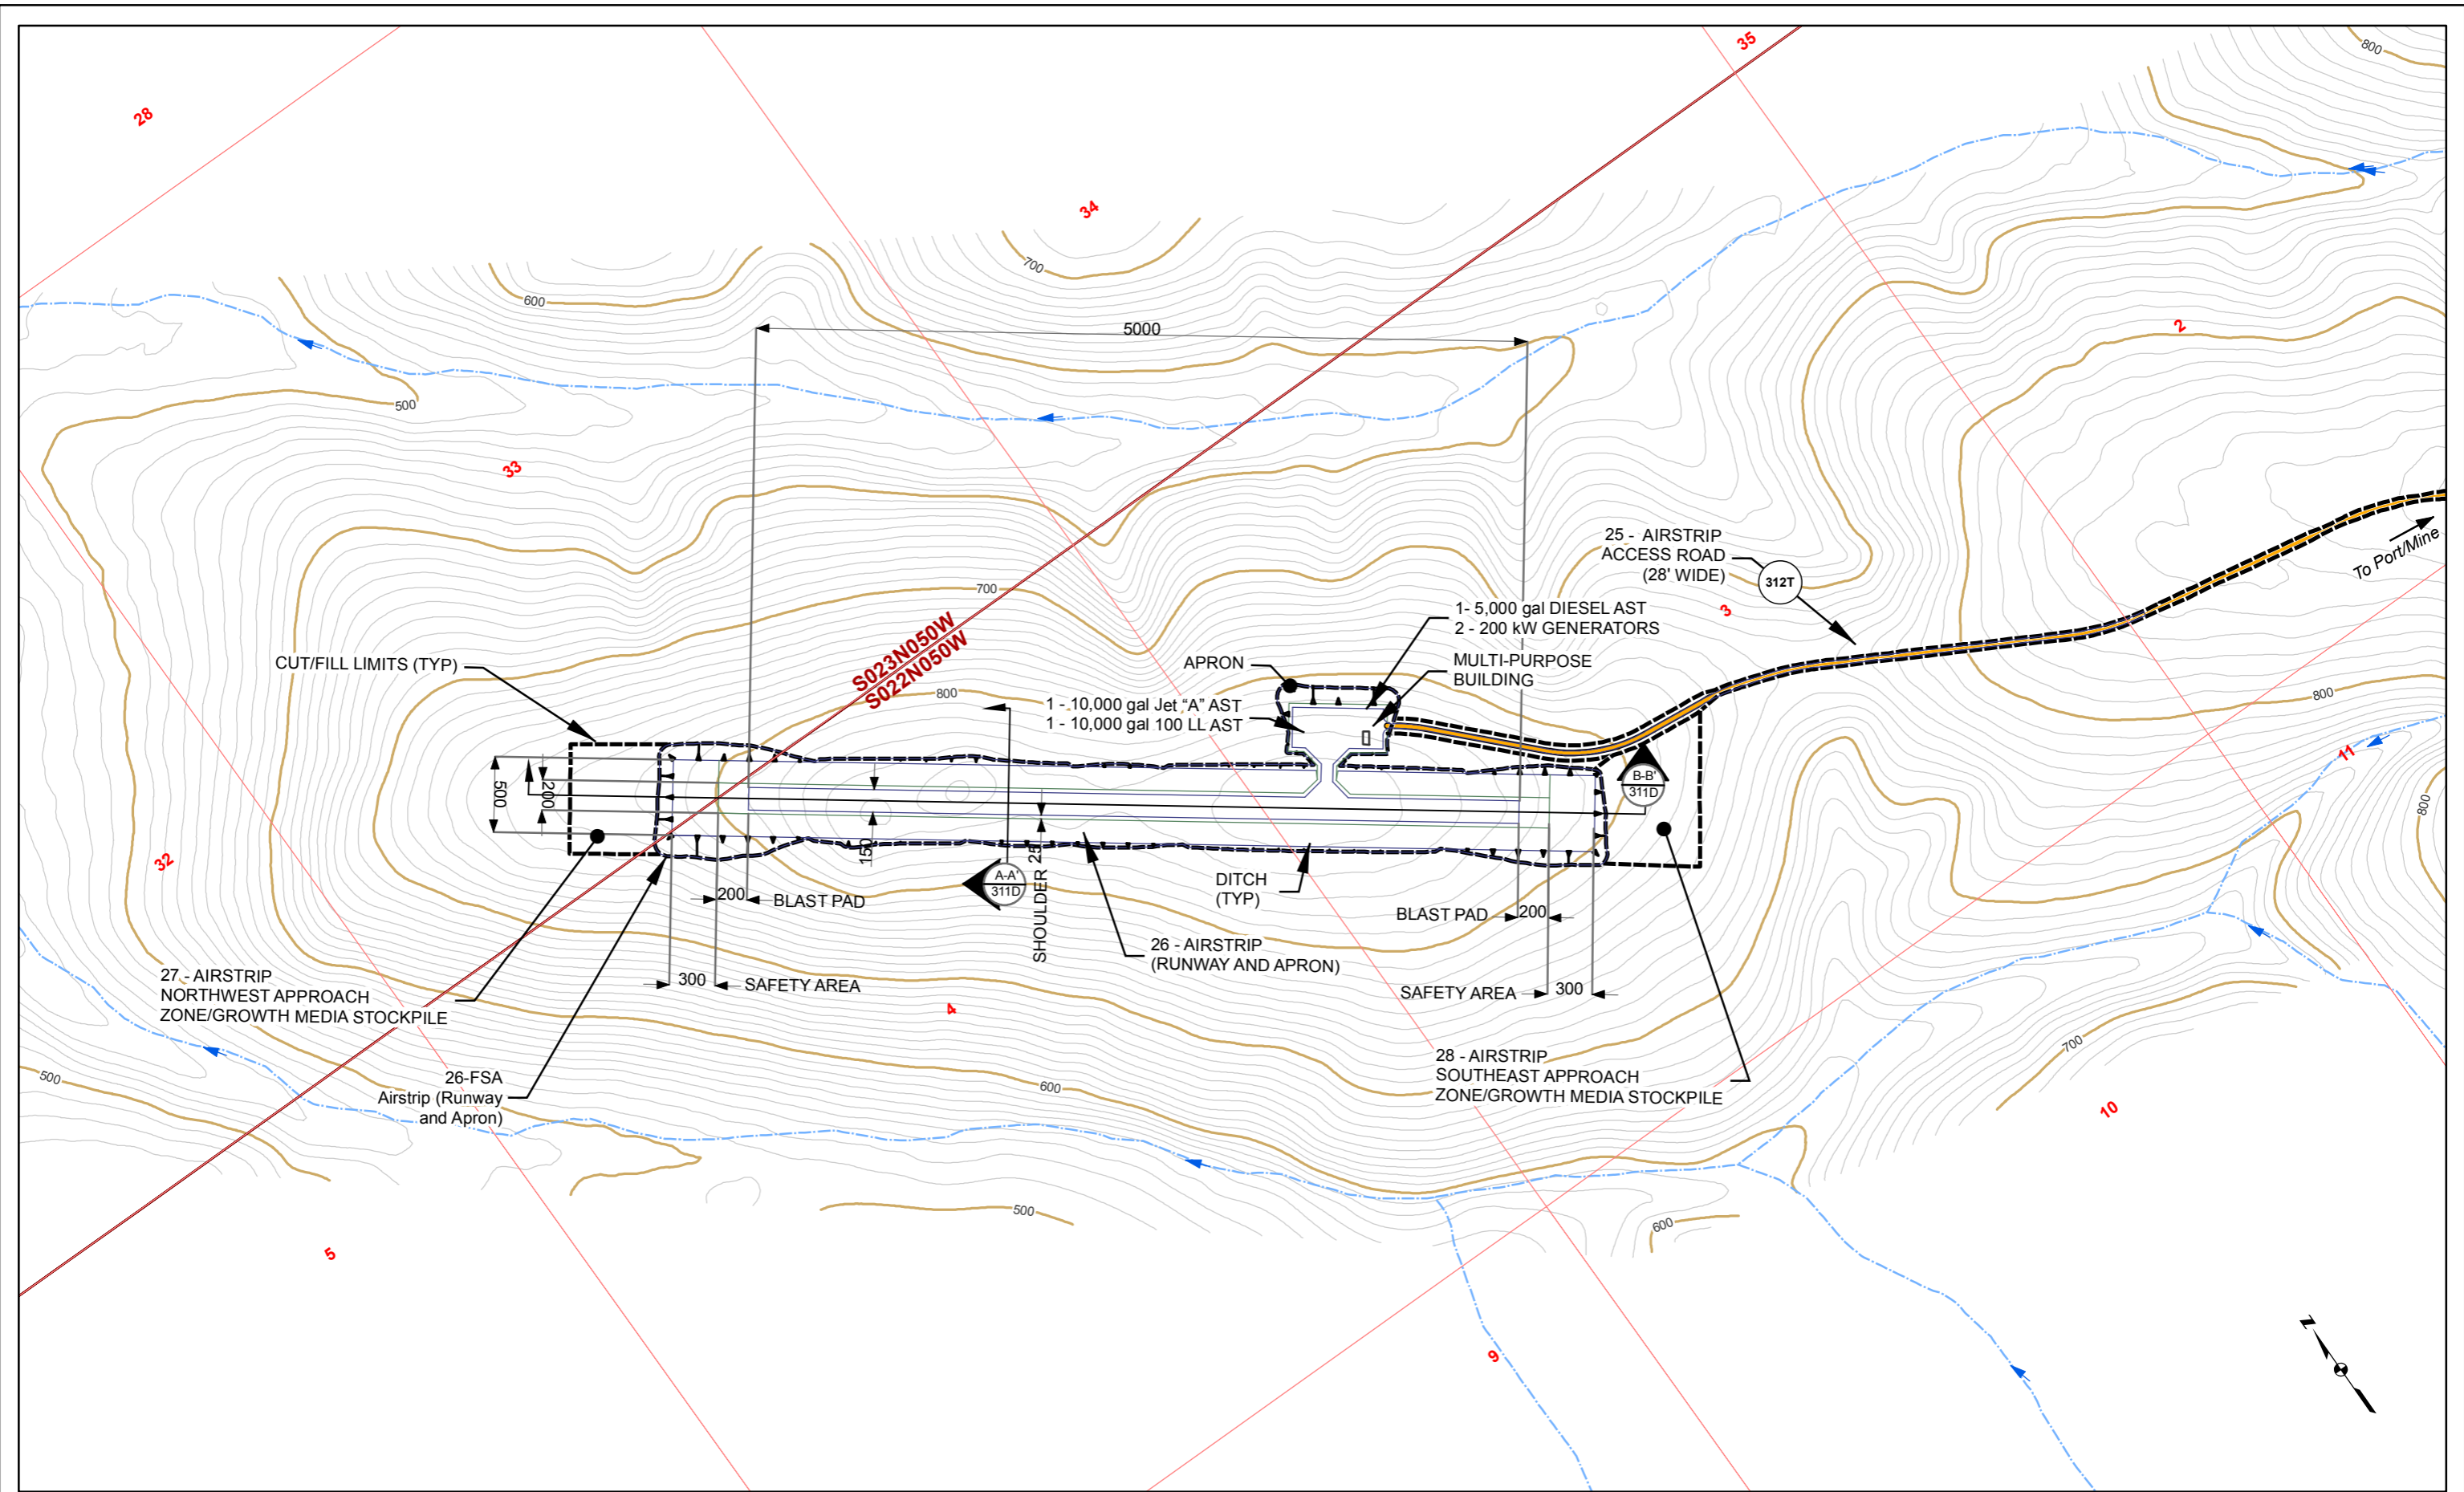 28
35
800
34
700
600
2
5000
500
33
25 - AIRSTRIP
ACCESS ROAD
(28' WIDE)
312T
To Port/Mine
700
1- 5,000 gal DIESEL AST
2 - 200 kW GENERATORS
3
S023N050W
S022N050W
CUT/FILL LIMITS (TYP)
APRON
MULTI-PURPOSE
BUILDING
800
1 - 10,000 gal Jet “A” AST
1 - 10,000 gal 100 LL AST
800
11
500
200
B-B'
311D
800
150
SHOULDER 25
32
A-A'
311D
DITCH
(TYP)
200
BLAST PAD
BLAST PAD
200
26 - AIRSTRIP
(RUNWAY AND APRON)
27 - AIRSTRIP
NORTHWEST APPROACH
ZONE/GROWTH MEDIA STOCKPILE
300
SAFETY AREA
SAFETY AREA
300
4
700
28 - AIRSTRIP
SOUTHEAST APPROACH
ZONE/GROWTH MEDIA STOCKPILE
500
26-FSA
Airstrip (Runway
and Apron)
600
10
500
600
5
9
N